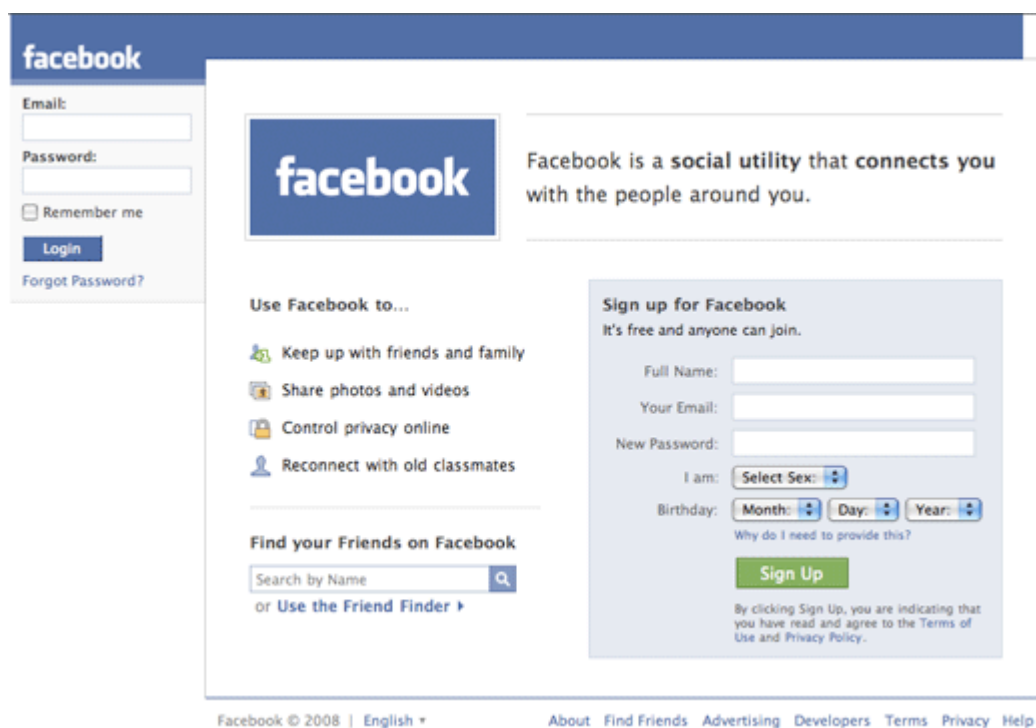 facebook
Email:
Password:
Remember me
Login
Forgot Password?
facebook
Facebook is a social utility that connects you
with the people around you.
Use Facebook to...
Keep up with friends and family
Share photos and videos
Control privacy online
Reconnect with old classmates
Find your Friends on Facebook
Search by Name
or Use the Friend Finder
Sign up for Facebook
It's free and anyone can join.
Full Name:
Your Email:
New Password:
I am: Select Sex:
Birthday: Month: Day: Year:
Why do I need to provide this?
Sign Up
By clicking Sign Up, you are indicating that
you have read and agree to the Terms of
Use and Privacy Policy.
Facebook © 2008 | English About Find Friends Advertising Developers Terms Privacy Help